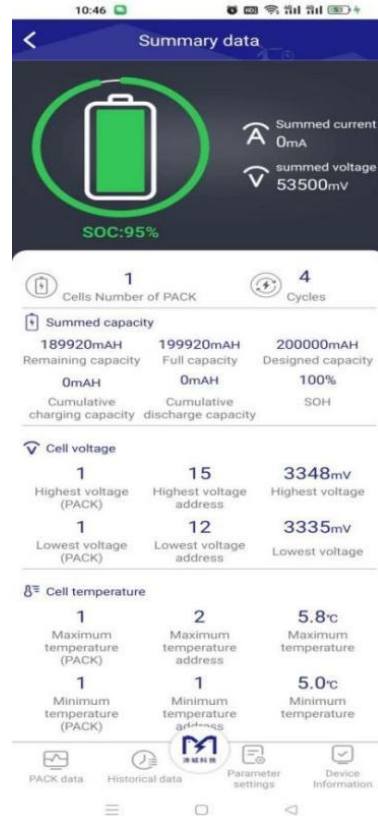 10:46
Summary data
Summed current
0mA
summed voltage
53500mV
SOC:95%
1 4
Cells Number of PACK Cycles
Summed capacity
189920mAH 199920mAH 200000mAH
Remaining capacity Full capacity Designed capacity
0mAH 0mAH 100%
Cumulative Cumulative SOH
charging capacity discharge capacity
Cell voltage
1 15 3348mV
Highest voltage Highest voltage Highest voltage
(PACK) address
1 12 3335mV
Lowest voltage Lowest voltage Lowest voltage
(PACK) address
Cell temperature
1 2 5.8℃
Maximum Maximum Maximum
temperature temperature temperature
(PACK) address
1 1 5.0℃
Minimum Minimum Minimum
temperature temperature temperature
(PACK) address
PACK data Historical data Parameter settings Device Information